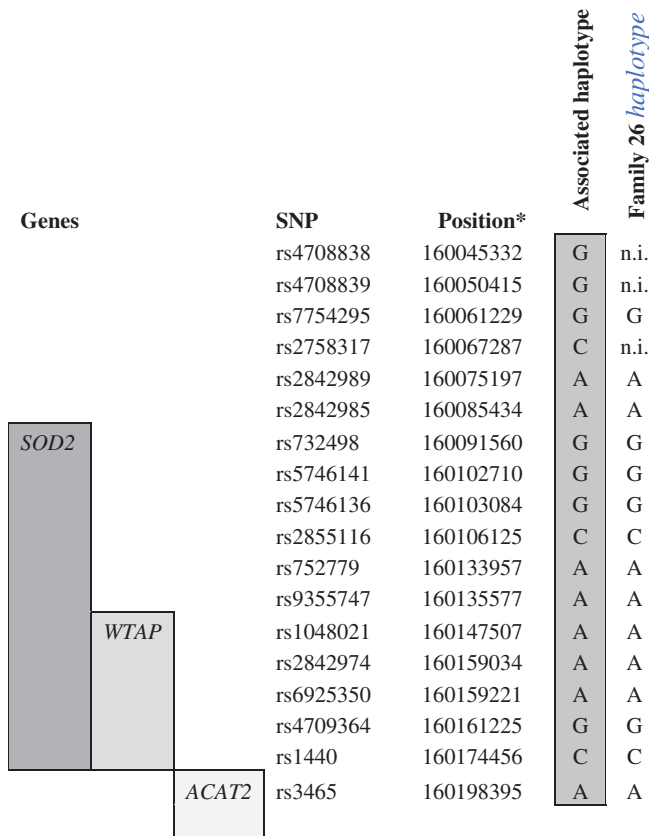 Associated haplotype
Family 26 haplotype
Genes SNP Position*
rs4708838 160045332 G n.i.
rs4708839 160050415 G n.i.
rs7754295 160061229 G G
rs2758317 160067287 C n.i.
rs2842989 160075197 A A
rs2842985 160085434 A A
SOD2 rs732498 160091560 G G
rs5746141 160102710 G G
rs5746136 160103084 G G
rs2855116 160106125 C C
rs752779 160133957 A A
rs9355747 160135577 A A
WTAP rs1048021 160147507 A A
rs2842974 160159034 A A
rs6925350 160159221 A A
rs4709364 160161225 G G
rs1440 160174456 C C
ACAT2 rs3465 160198395 A A